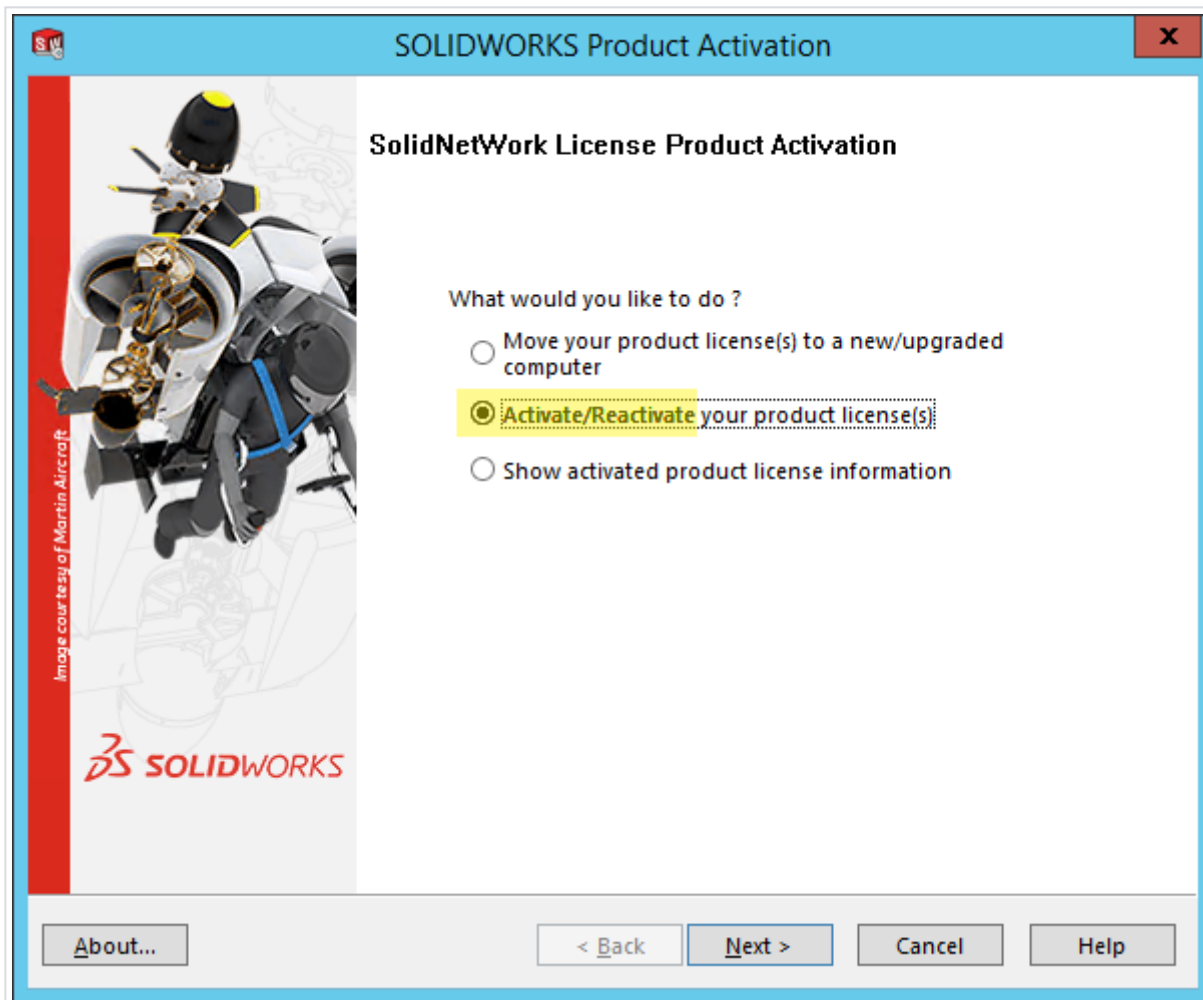 SOLIDWORKS Product Activation
x
SolidNetWork License Product Activation
What would you like to do ?
Move your product license(s) to a new/upgraded
computer
Activate/Reactivate your product license(s)
Show activated product license information
Image courtesy of Martin Aircraft
SOLIDWORKS
About...
< Back
Next >
Cancel
Help